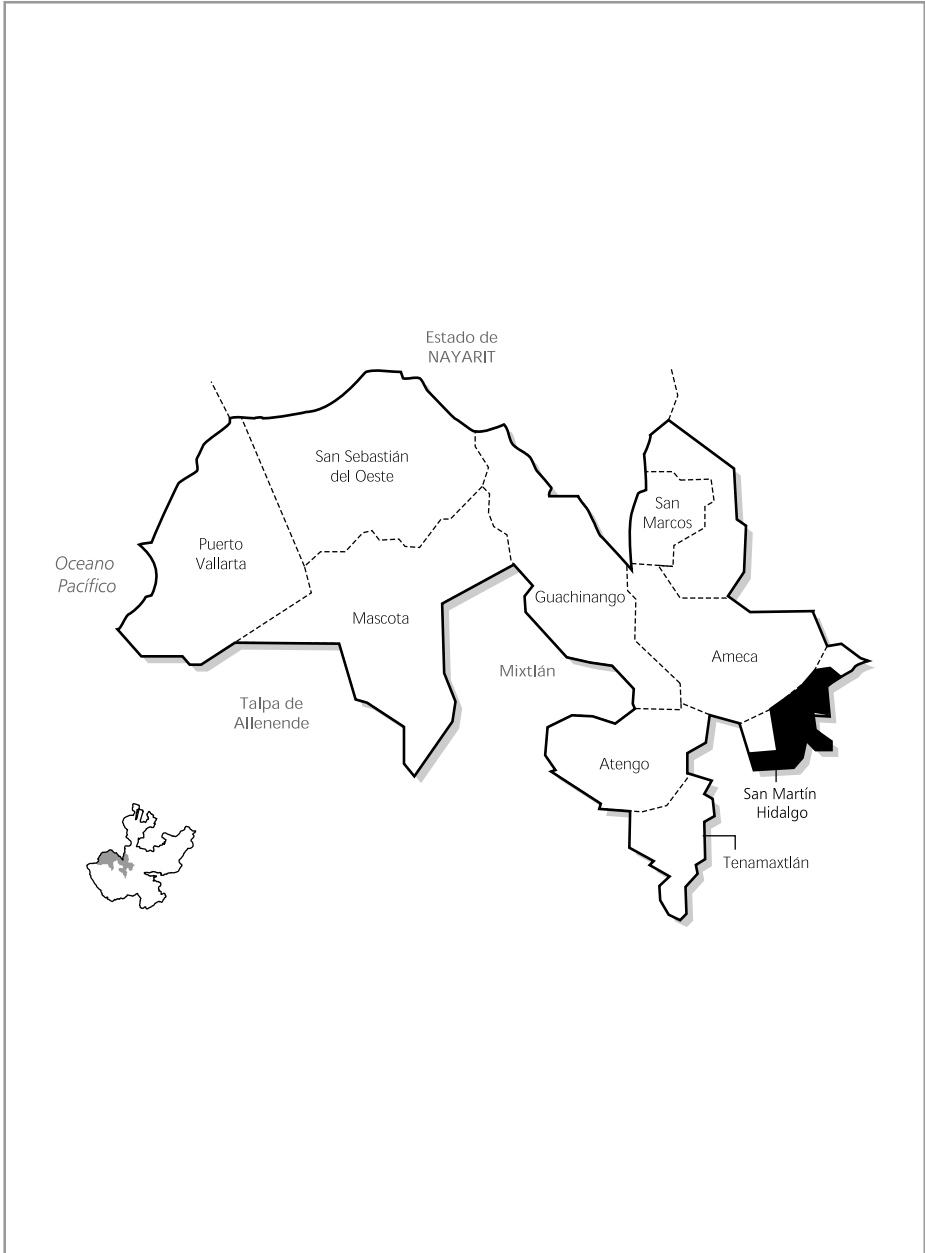 Estado de
NAYARIT
San Sebastián
del Oeste
San
Marcos
Puerto
Vallarta
Oceano
Pacífico
Guachinango
Mascota
Ameca
Mixtlán
Talpa de
Allenende
Atengo
San Martín
Hidalgo
Tenamaxtlán